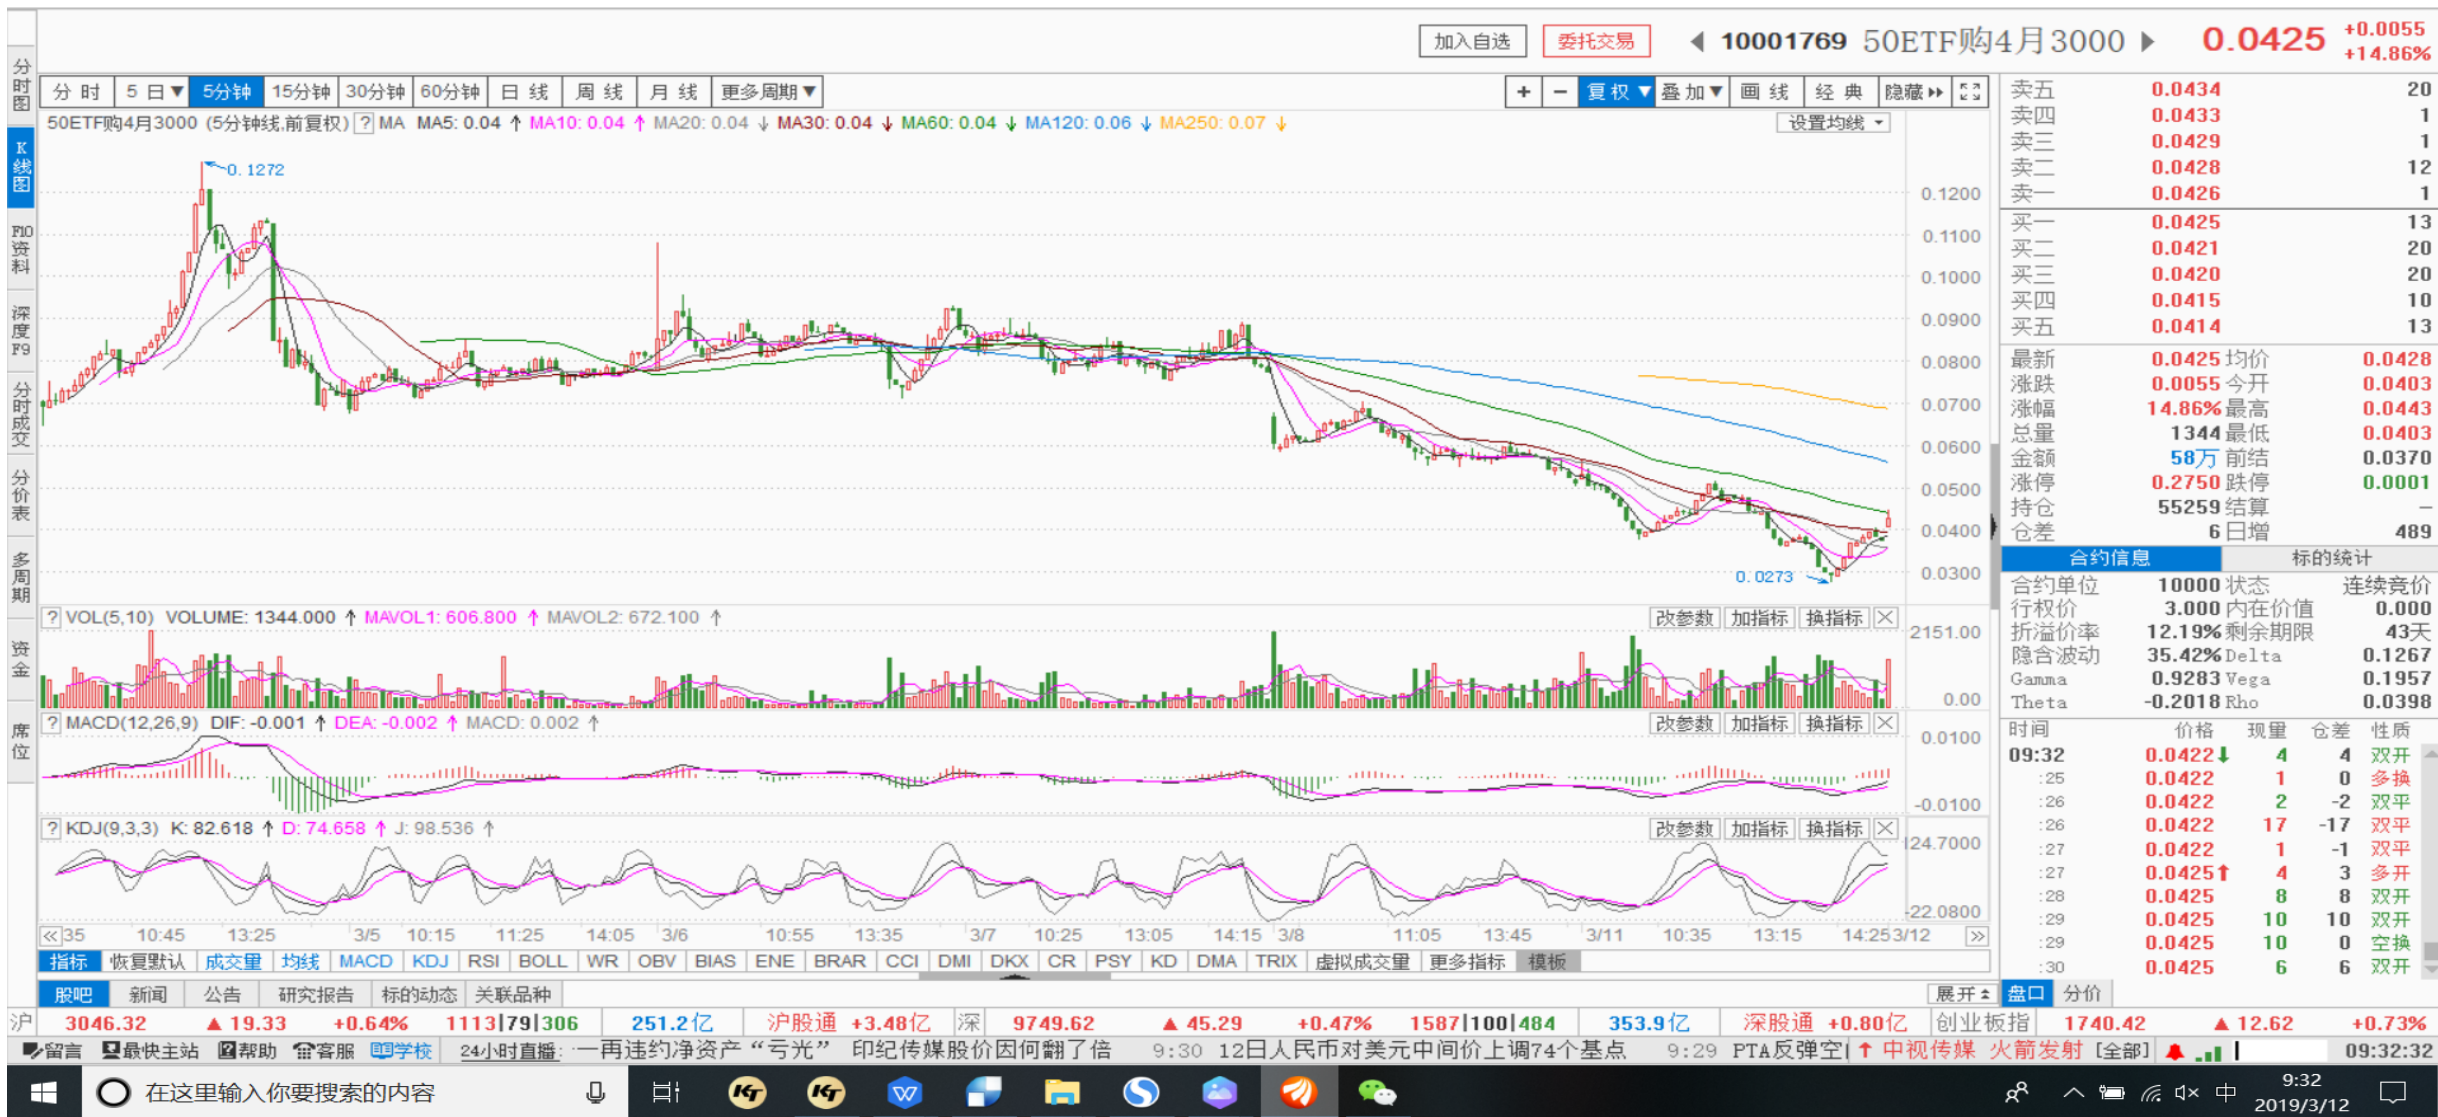 加入自选 委托交易 10001769 50ETF购4月3000 0.0425 +0.0055 +14.86%
分时图
K线图
F10资料
深度F9
分时成交
分价表
多周期
资金
席位
分 时 5 日 5分钟 15分钟 30分钟 60分钟 日 线 周 线 月 线 更多周期 + − 复权 叠加 画 线 经 典 隐藏
50ETF购4月3000 (5分钟线,前复权) ? MA MA5: 0.04 ↑ MA10: 0.04 ↑ MA20: 0.04 ↓ MA30: 0.04 ↓ MA60: 0.04 ↓ MA120: 0.06 ↓ MA250: 0.07 ↓ 设置均线
0.1272
0.1200
0.1100
0.1000
0.0900
0.0800
0.0700
0.0600
0.0500
0.0400
0.0300
0.0273
? VOL(5,10) VOLUME: 1344.000 ↑ MAVOL1: 606.800 ↑ MAVOL2: 672.100 ↑ 改参数 加指标 换指标
2151.00
0.00
? MACD(12,26,9) DIF: -0.001 ↑ DEA: -0.002 ↑ MACD: 0.002 ↑ 改参数 加指标 换指标
0.0100
-0.0100
? KDJ(9,3,3) K: 82.618 ↑ D: 74.658 ↑ J: 98.536 ↑ 改参数 加指标 换指标
124.7000
-22.0800
35 10:45 13:25 3/5 10:15 11:25 14:05 3/6 10:55 13:35 3/7 10:25 13:05 14:15 3/8 11:05 13:45 3/11 10:35 13:15 14:25 3/12
指标 恢复默认 成交量 均线 MACD KDJ RSI BOLL WR OBV BIAS ENE BRAR CCI DMI DKX CR PSY KD DMA TRIX 虚拟成交量 更多指标 模板
股吧 新闻 公告 研究报告 标的动态 关联品种 展开
卖五 0.0434 20
卖四 0.0433 1
卖三 0.0429 1
卖二 0.0428 12
卖一 0.0426 1
买一 0.0425 13
买二 0.0421 20
买三 0.0420 20
买四 0.0415 10
买五 0.0414 13
最新 0.0425 均价 0.0428
涨跌 0.0055 今开 0.0403
涨幅 14.86% 最高 0.0443
总量 1344 最低 0.0403
金额 58万 前结 0.0370
涨停 0.2750 跌停 0.0001
持仓 55259 结算 —
仓差 6 日增 489
合约信息 标的统计
合约单位 10000 状态 连续竞价
行权价 3.000 内在价值 0.000
折溢价率 12.19% 剩余期限 43天
隐含波动 35.42% Delta 0.1267
Gamma 0.9283 Vega 0.1957
Theta -0.2018 Rho 0.0398
时间 价格 现量 仓差 性质
09:32 0.0422↓ 4 4 双开
:25 0.0422 1 0 多换
:26 0.0422 2 -2 双平
:26 0.0422 17 -17 双平
:27 0.0422 1 -1 双平
:27 0.0425↑ 4 3 多开
:28 0.0425 8 8 双开
:29 0.0425 10 10 双开
:29 0.0425 10 0 空换
:30 0.0425 6 6 双开
盘口 分价
沪 3046.32 ▲ 19.33 +0.64% 1113|79|306 251.2亿 沪股通 +3.48亿 深 9749.62 ▲ 45.29 +0.47% 1587|100|484 353.9亿 深股通 +0.80亿 创业板指 1740.42 ▲ 12.62 +0.73%
留言 最快主站 帮助 客服 学校 24小时直播: 一再违约净资产“亏光” 印纪传媒股价因何翻了倍 9:30 12日人民币对美元中间价上调74个基点 9:29 PTA反弹空 ↑ 中视传媒 火箭发射 [全部] 09:32:32
在这里输入你要搜索的内容 中 9:32
2019/3/12